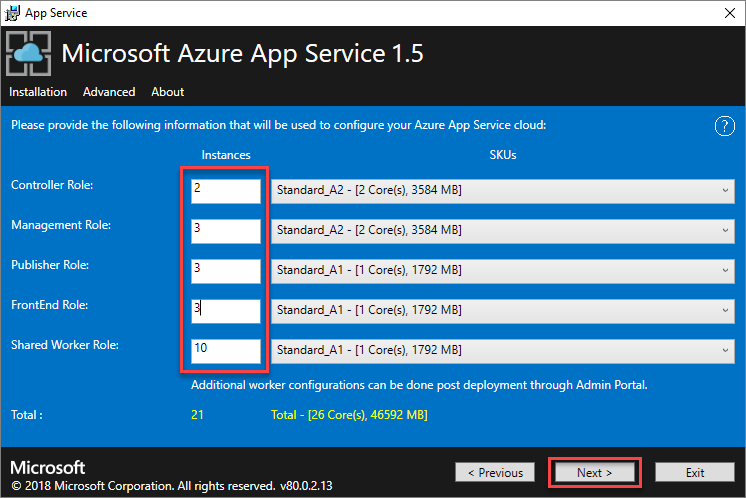 App Service
Microsoft Azure App Service 1.5
Installation Advanced About
Please provide the following information that will be used to configure your Azure App Service cloud: ?
Instances SKUs
Controller Role: 2 Standard_A2 - [2 Core(s), 3584 MB]
Management Role: 3 Standard_A2 - [2 Core(s), 3584 MB]
Publisher Role: 3 Standard_A1 - [1 Core(s), 1792 MB]
FrontEnd Role: 3 Standard_A1 - [1 Core(s), 1792 MB]
Shared Worker Role: 10 Standard_A1 - [1 Core(s), 1792 MB]
Additional worker configurations can be done post deployment through Admin Portal.
Total : 21 Total - [26 Core(s), 46592 MB]
Microsoft
© 2018 Microsoft Corporation. All rights reserved. v80.0.2.13
< Previous Next > Exit